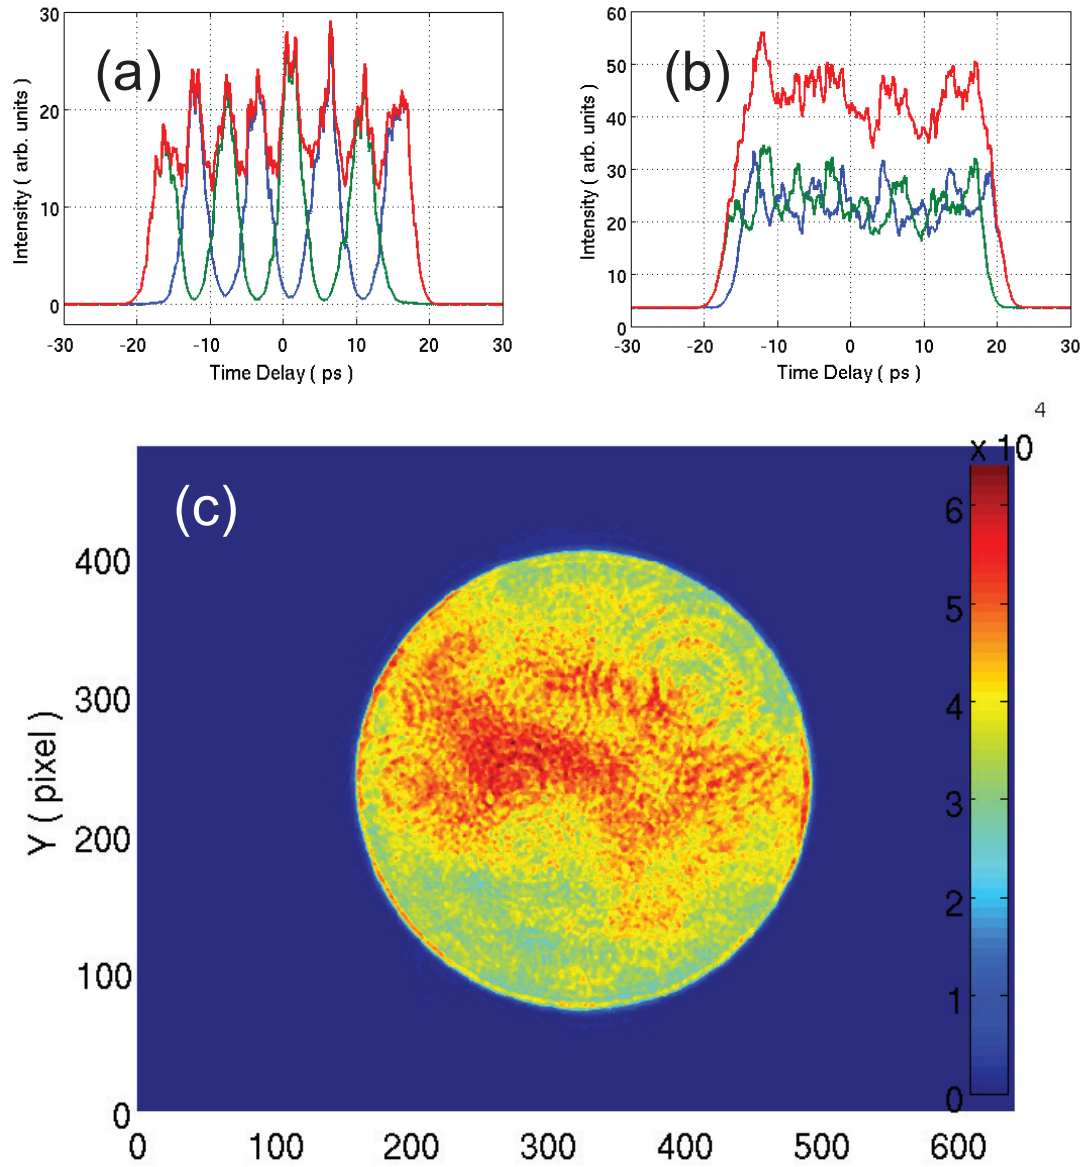 (a)
30
20
10
0
-30 -20 -10 0 10 20 30
Time Delay ( ps )
Intensity ( arb. units )
(b)
60
50
40
30
20
10
0
-30 -20 -10 0 10 20 30
Time Delay ( ps )
Intensity ( arb. units )
(c)
400
300
200
100
0
0 100 200 300 400 500 600
Y ( pixel )
4
x 10
6
5
4
3
2
1
0